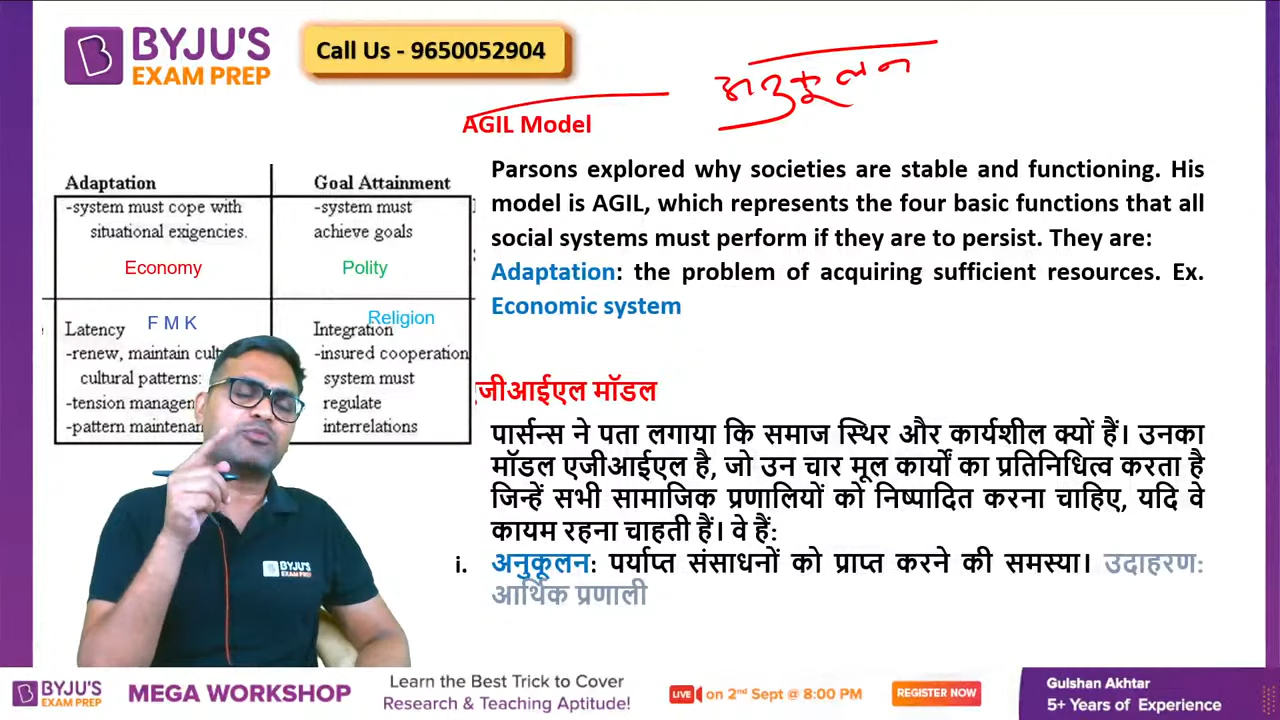 BYJU'S
EXAM PREP
Call Us - 9650052904
अनुकूलन
AGIL Model
Adaptation
-system must cope with
situational exigencies.
Economy
Goal Attainment
-system must
achieve goals
Polity
Latency
F M K
-renew, maintain
cultural patterns:
-tension
-pattern
Religion
Integration
-insured cooperation
system must
regulate
interrelations
Parsons explored why societies are stable and functioning. His
model is AGIL, which represents the four basic functions that all
social systems must perform if they are to persist. They are:
Adaptation: the problem of acquiring sufficient resources. Ex.
Economic system
एजीआईएल मॉडल
पार्सन्स ने पता लगाया कि समाज स्थिर और कार्यशील क्यों हैं। उनका
मॉडल एजीआईएल है, जो उन चार मूल कार्यों का प्रतिनिधित्व करता है
जिन्हें सभी सामाजिक प्रणालियों को निष्पादित करना चाहिए, यदि वे
कायम रहना चाहती हैं। वे हैं:
i. अनुकूलन: पर्याप्त संसाधनों को प्राप्त करने की समस्या। उदाहरण:
आर्थिक प्रणाली
BYJU'S
EXAM PREP
BYJU'S
EXAM PREP
MEGA WORKSHOP
Learn the Best Trick to Cover
Research & Teaching Aptitude!
LIVE on 2nd Sept @ 8:00 PM
REGISTER NOW
Gulshan Akhtar
5+ Years of Experience